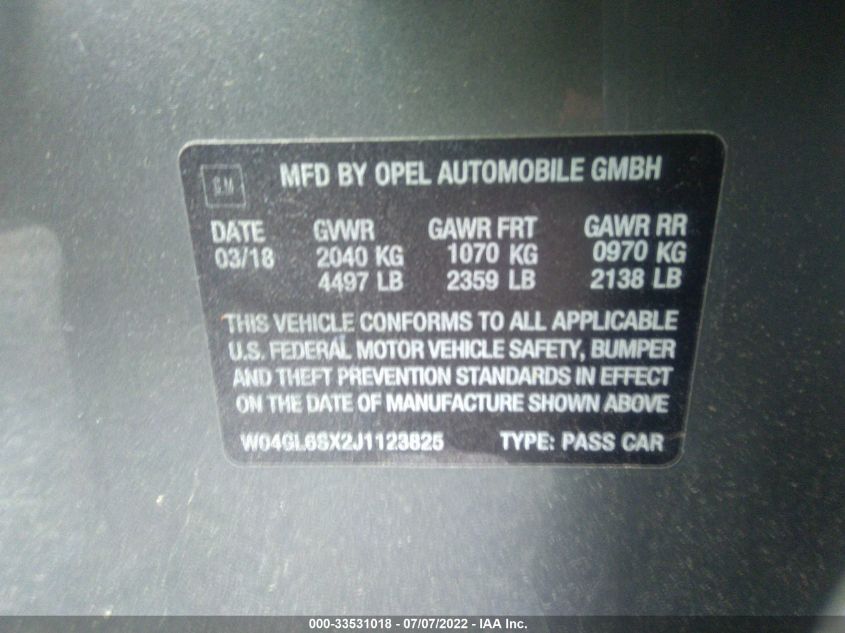 GM
MFD BY OPEL AUTOMOBILE GMBH
DATE GVWR GAWR FRT GAWR RR
03/18 2040 KG 1070 KG 0970 KG
4497 LB 2359 LB 2138 LB
THIS VEHICLE CONFORMS TO ALL APPLICABLE
U.S. FEDERAL MOTOR VEHICLE SAFETY, BUMPER
AND THEFT PREVENTION STANDARDS IN EFFECT
ON THE DATE OF MANUFACTURE SHOWN ABOVE
W04GL6SX2J1123825 TYPE: PASS CAR
000-33531018 - 07/07/2022 - IAA Inc.